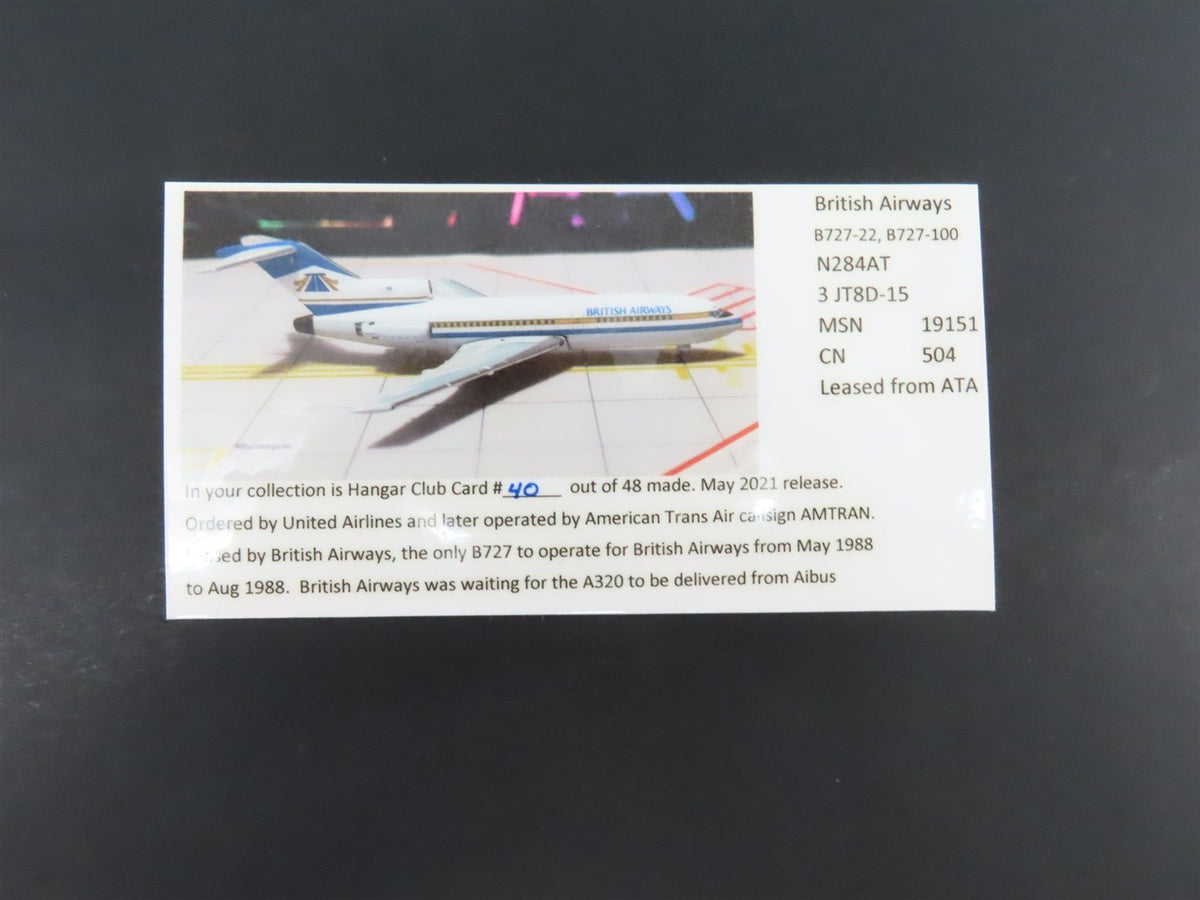 BRITISH AIRWAYS
British Airways
B727-22, B727-100
N284AT
3 JT8D-15
MSN 19151
CN 504
Leased from ATA
In your collection is Hangar Club Card # 40 out of 48 made. May 2021 release.
Ordered by United Airlines and later operated by American Trans Air callsign AMTRAN.
by British Airways, the only B727 to operate for British Airways from May 1988
to Aug 1988. British Airways was waiting for the A320 to be delivered from Aibus